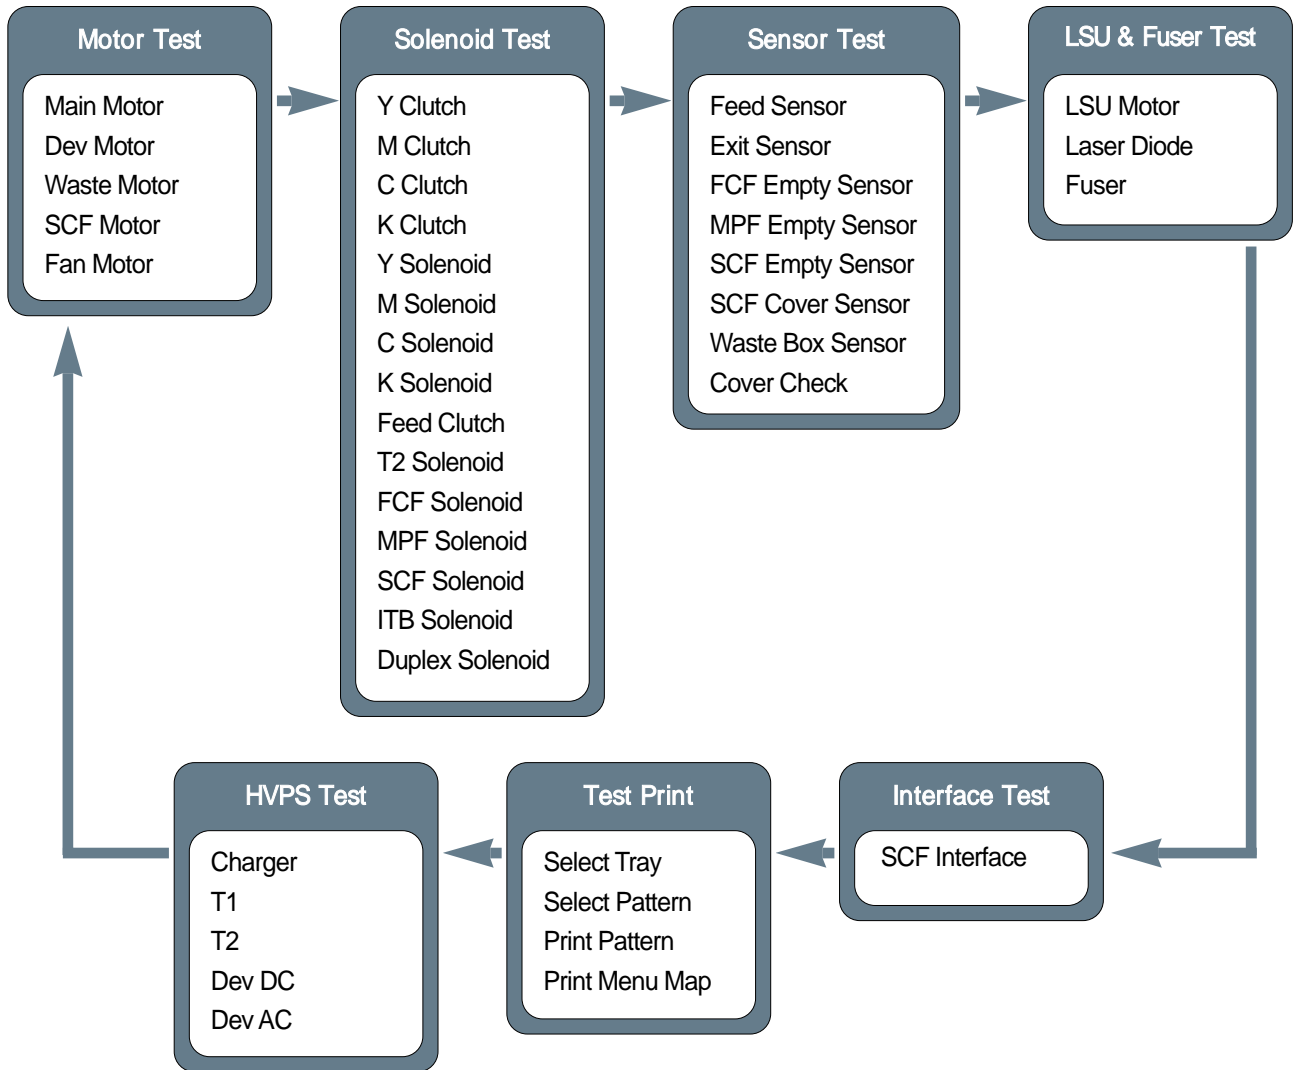 Motor Test
Main Motor
Dev Motor
Waste Motor
SCF Motor
Fan Motor
Solenoid Test
Y Clutch
M Clutch
C Clutch
K Clutch
Y Solenoid
M Solenoid
C Solenoid
K Solenoid
Feed Clutch
T2 Solenoid
FCF Solenoid
MPF Solenoid
SCF Solenoid
ITB Solenoid
Duplex Solenoid
Sensor Test
Feed Sensor
Exit Sensor
FCF Empty Sensor
MPF Empty Sensor
SCF Empty Sensor
SCF Cover Sensor
Waste Box Sensor
Cover Check
LSU & Fuser Test
LSU Motor
Laser Diode
Fuser
Interface Test
SCF Interface
Test Print
Select Tray
Select Pattern
Print Pattern
Print Menu Map
HVPS Test
Charger
T1
T2
Dev DC
Dev AC